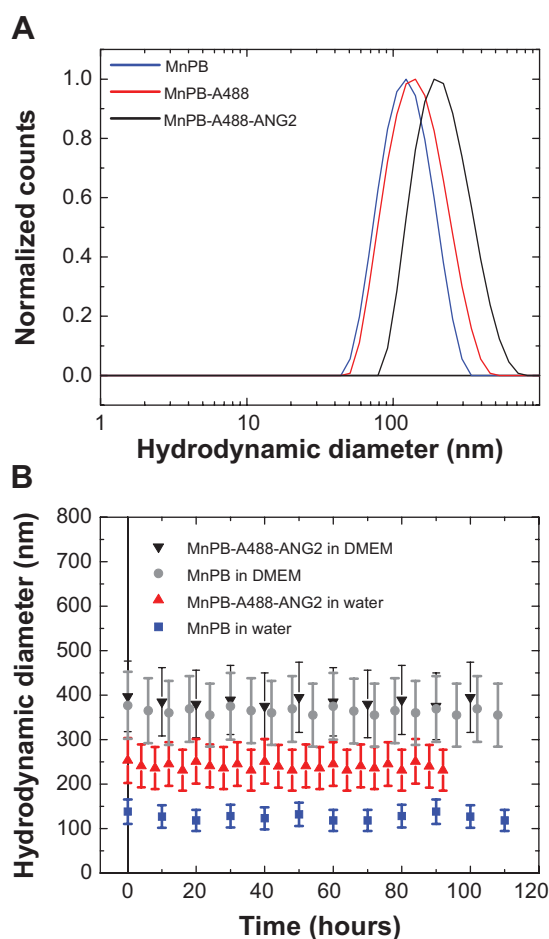 A
MnPB
MnPB-A488
MnPB-A488-ANG2
Normalized counts
1.0
0.8
0.6
0.4
0.2
0.0
1 10 100
Hydrodynamic diameter (nm)
B
Hydrodynamic diameter (nm)
800
700
600
500
400
300
200
100
0
MnPB-A488-ANG2 in DMEM
MnPB in DMEM
MnPB-A488-ANG2 in water
MnPB in water
0 20 40 60 80 100 120
Time (hours)